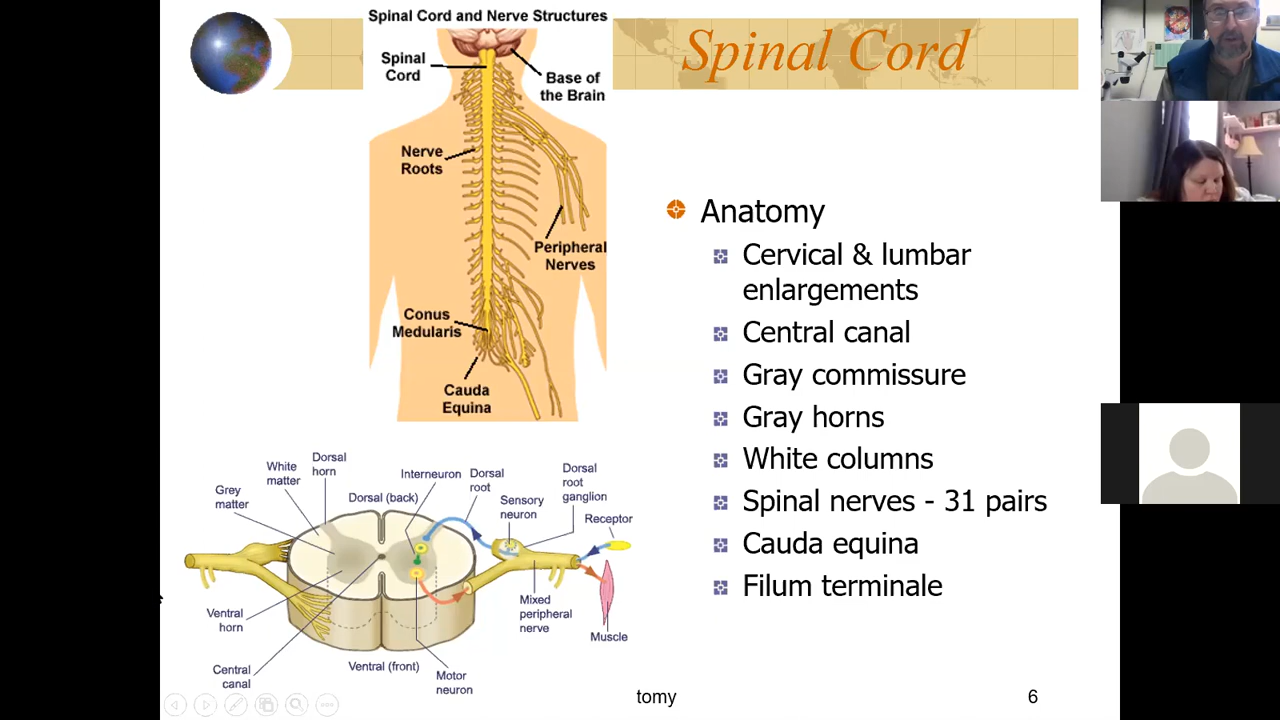 Spinal Cord and Nerve Structures
Spinal Cord
Spinal
Cord
Base of
the Brain
Nerve
Roots
Peripheral
Nerves
Conus
Medularis
Cauda
Equina
Anatomy
Cervical & lumbar
enlargements
Central canal
Gray commissure
Gray horns
White columns
Spinal nerves - 31 pairs
Cauda equina
Filum terminale
Grey
matter
White
matter
Dorsal
horn
Dorsal (back)
Interneuron
Dorsal
root
Sensory
neuron
Dorsal
root
ganglion
Receptor
Ventral
horn
Central
canal
Ventral (front)
Motor
neuron
Mixed
peripheral
nerve
Muscle
tomy
6